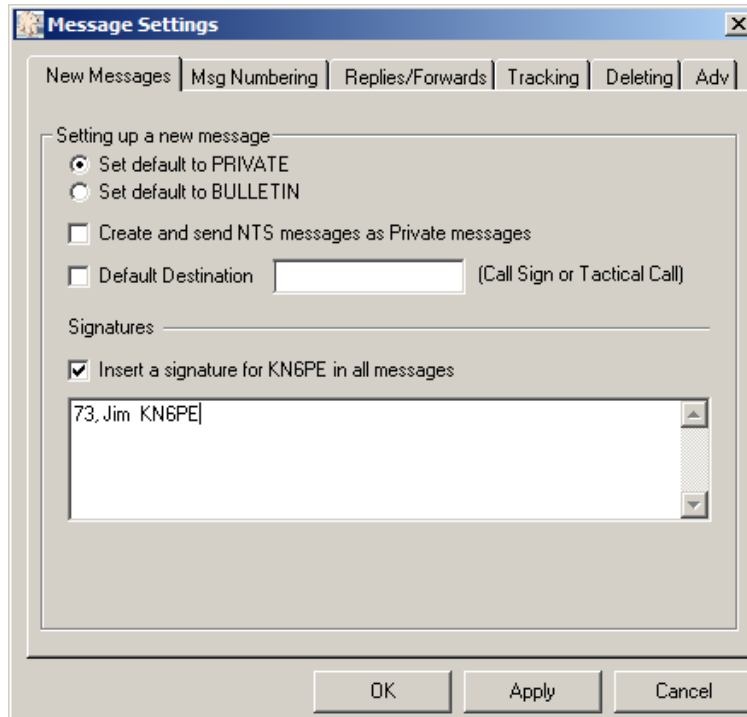 Message Settings
New Messages Msg Numbering Replies/Forwards Tracking Deleting Adv
Setting up a new message
Set default to PRIVATE
Set default to BULLETIN
Create and send NTS messages as Private messages
Default Destination (Call Sign or Tactical Call)
Signatures
Insert a signature for KN6PE in all messages
73, Jim  KN6PE
OK Apply Cancel